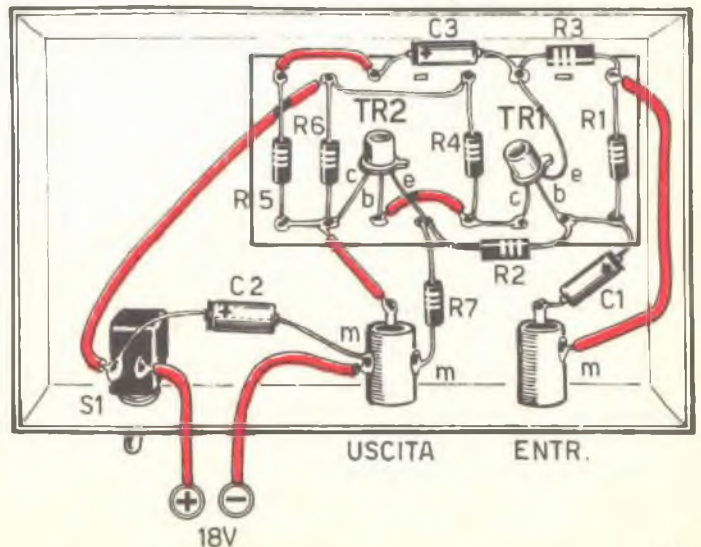 C3
R3
R6
TR2
R4
TR1
R1
c
b
e
c
b
e
R5
R2
C2
R7
C1
m
m
m
S1
USCITA
ENTR.
+
−
18V